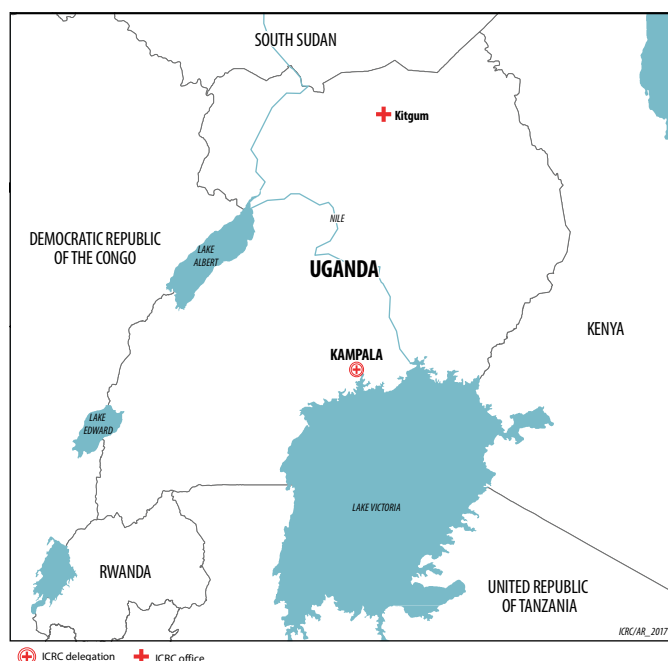 SOUTH SUDAN
Kitgum
NILE
DEMOCRATIC REPUBLIC
OF THE CONGO
LAKE
ALBERT
UGANDA
KENYA
KAMPALA
LAKE
EDWARD
LAKE VICTORIA
RWANDA
UNITED REPUBLIC
OF TANZANIA
ICRC/AR_2017
ICRC delegation
ICRC office